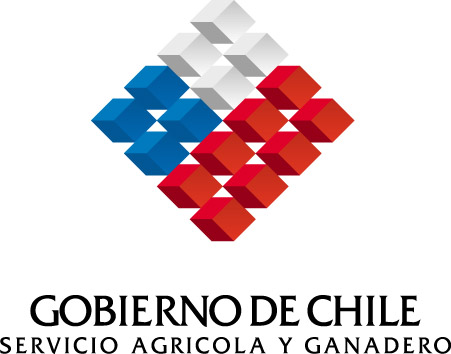 GOBIERNO DE CHILE
SERVICIO AGRICOLA Y GANADERO